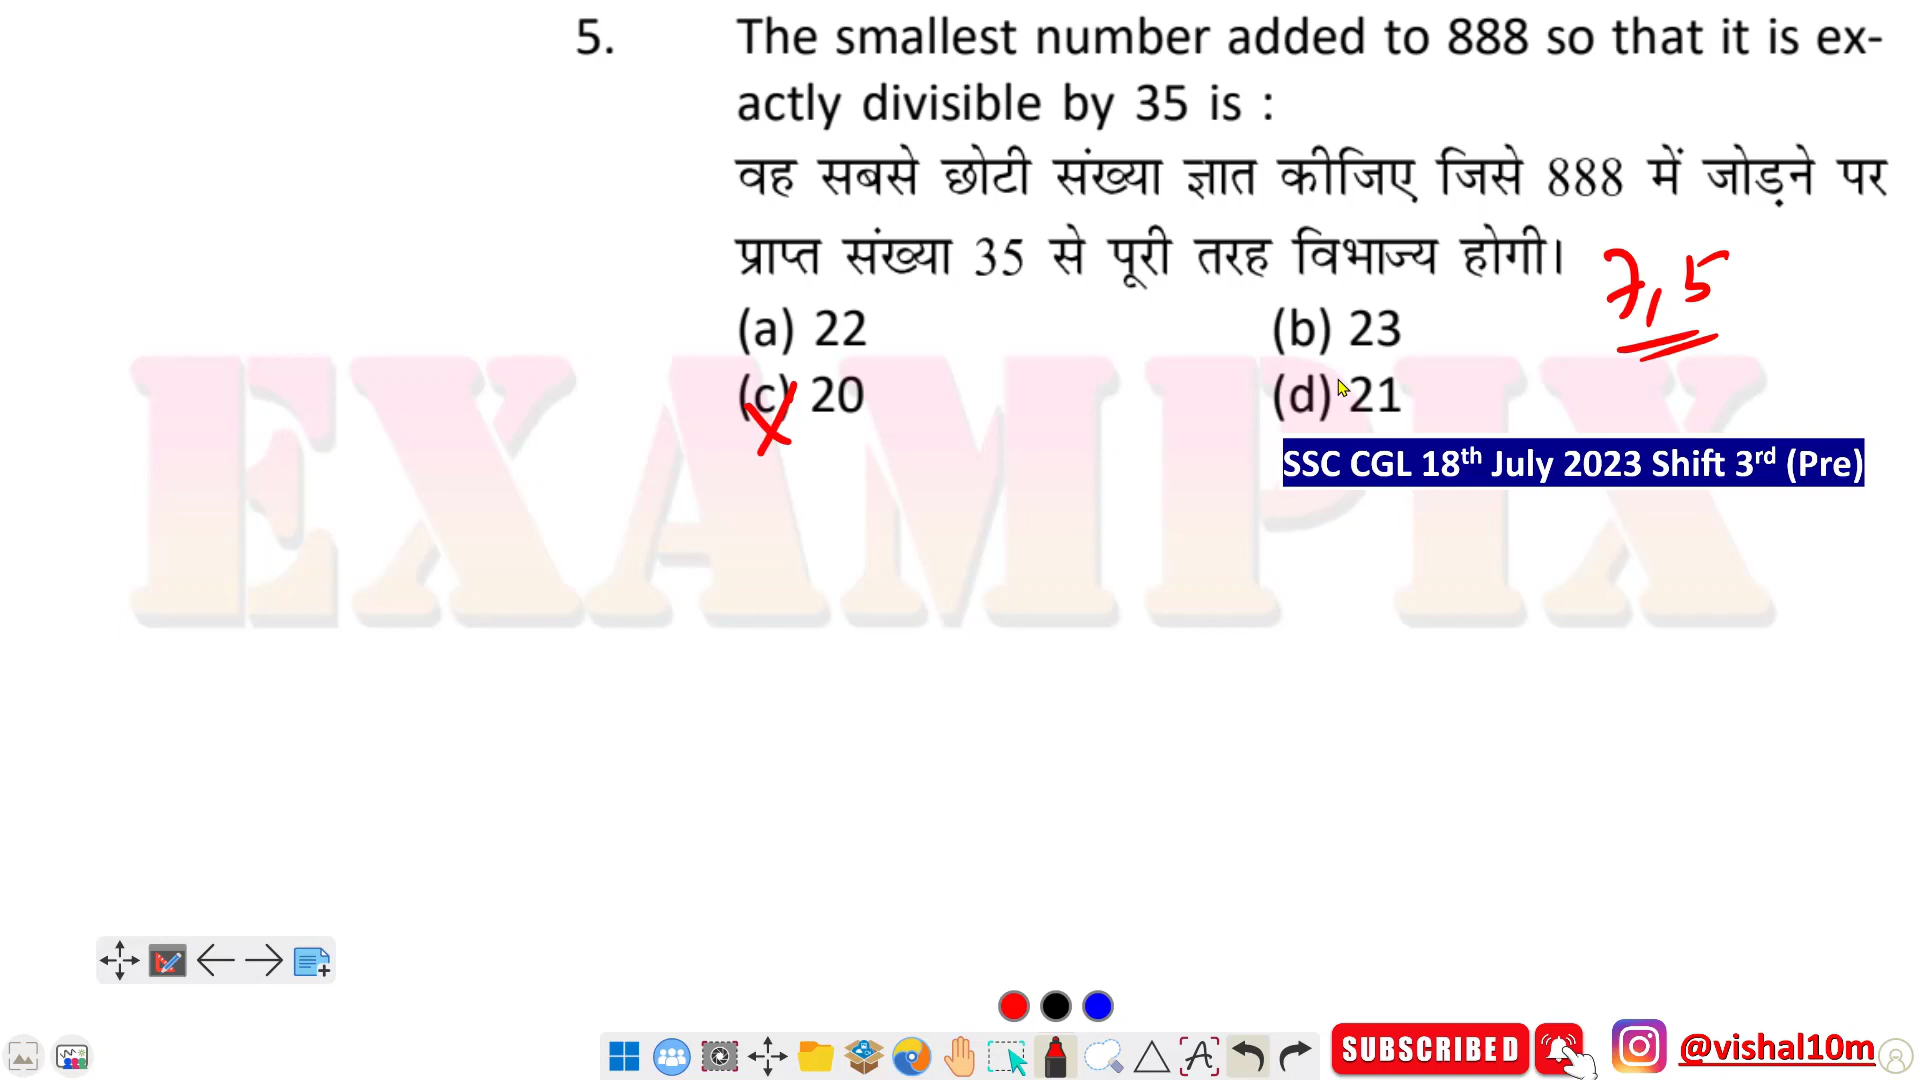 5. The smallest number added to 888 so that it is ex-
actly divisible by 35 is :
वह सबसे छोटी संख्या ज्ञात कीजिए जिसे 888 में जोड़ने पर
प्राप्त संख्या 35 से पूरी तरह विभाज्य होगी।
7, 5
(a) 22 (b) 23
(c) 20 (d) 21
SSC CGL 18th July 2023 Shift 3rd (Pre)
EXAMPIX
SUBSCRIBED @vishal10m